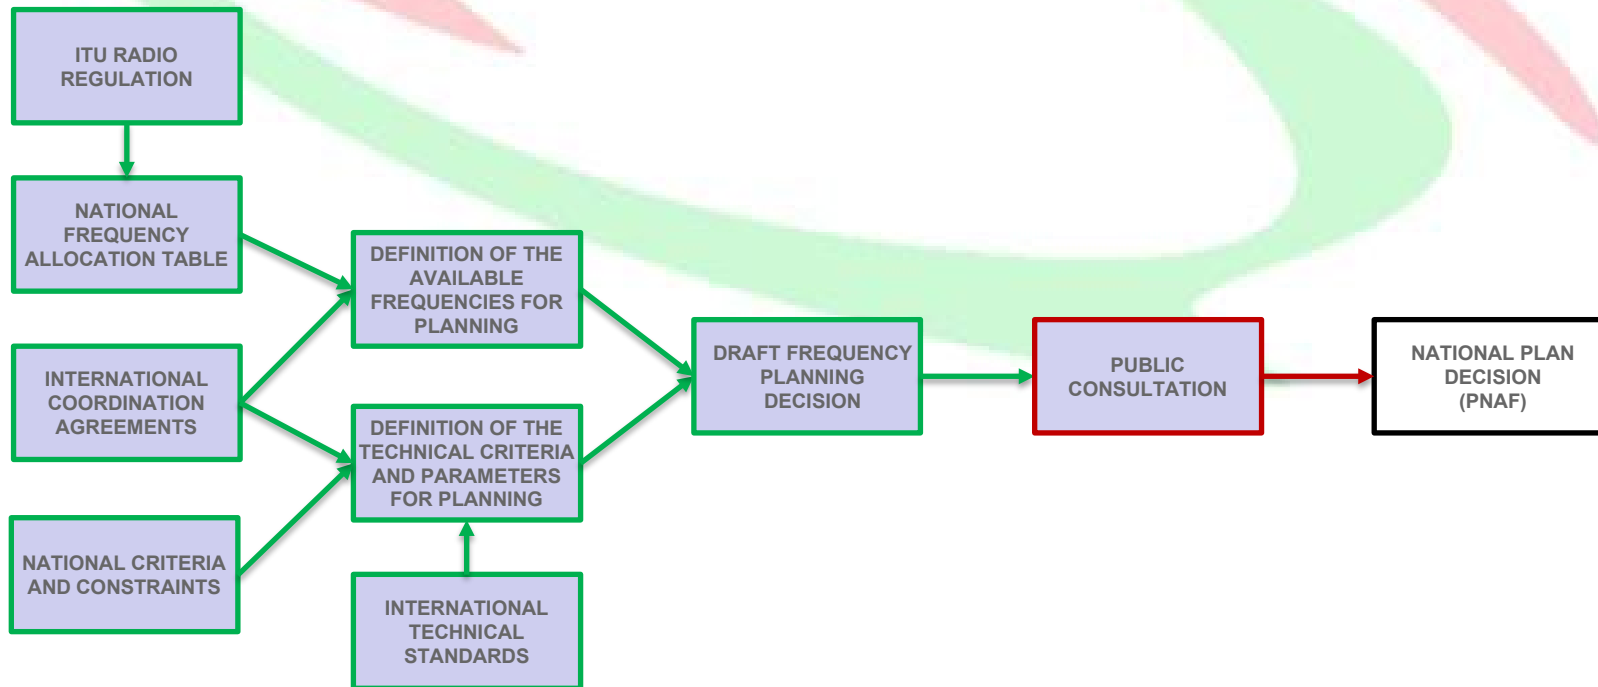 ITU RADIO
REGULATION
NATIONAL
FREQUENCY
ALLOCATION TABLE
INTERNATIONAL
COORDINATION
AGREEMENTS
NATIONAL CRITERIA
AND CONSTRAINTS
DEFINITION OF THE
AVAILABLE
FREQUENCIES FOR
PLANNING
DEFINITION OF THE
TECHNICAL CRITERIA
AND PARAMETERS
FOR PLANNING
INTERNATIONAL
TECHNICAL
STANDARDS
DRAFT FREQUENCY
PLANNING
DECISION
PUBLIC
CONSULTATION
NATIONAL PLAN
DECISION
(PNAF)